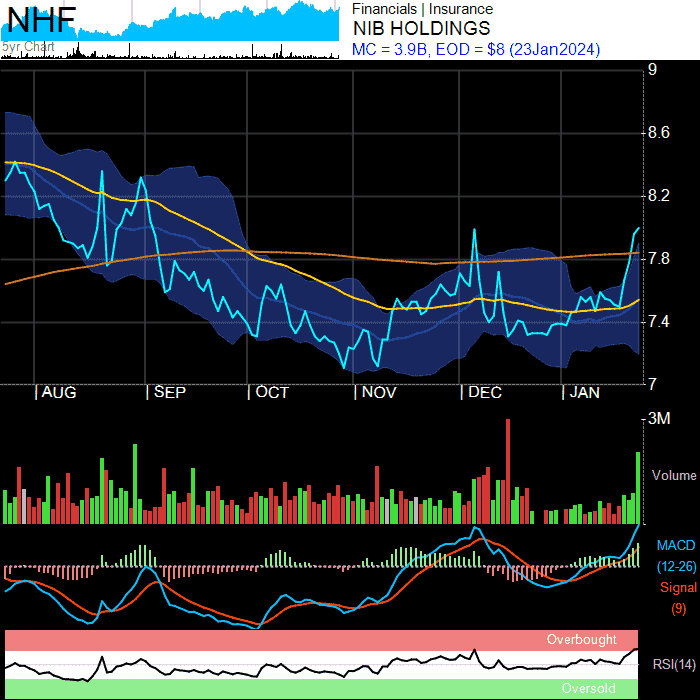 NHF
5yr Chart
Financials | Insurance
NIB HOLDINGS
MC = 3.9B, EOD = $8 (23Jan2024)
9
8.6
8.2
7.8
7.4
7
| AUG | SEP | OCT | NOV | DEC | JAN
3M
Volume
MACD
(12-26)
Signal
(9)
Overbought
RSI(14)
Oversold